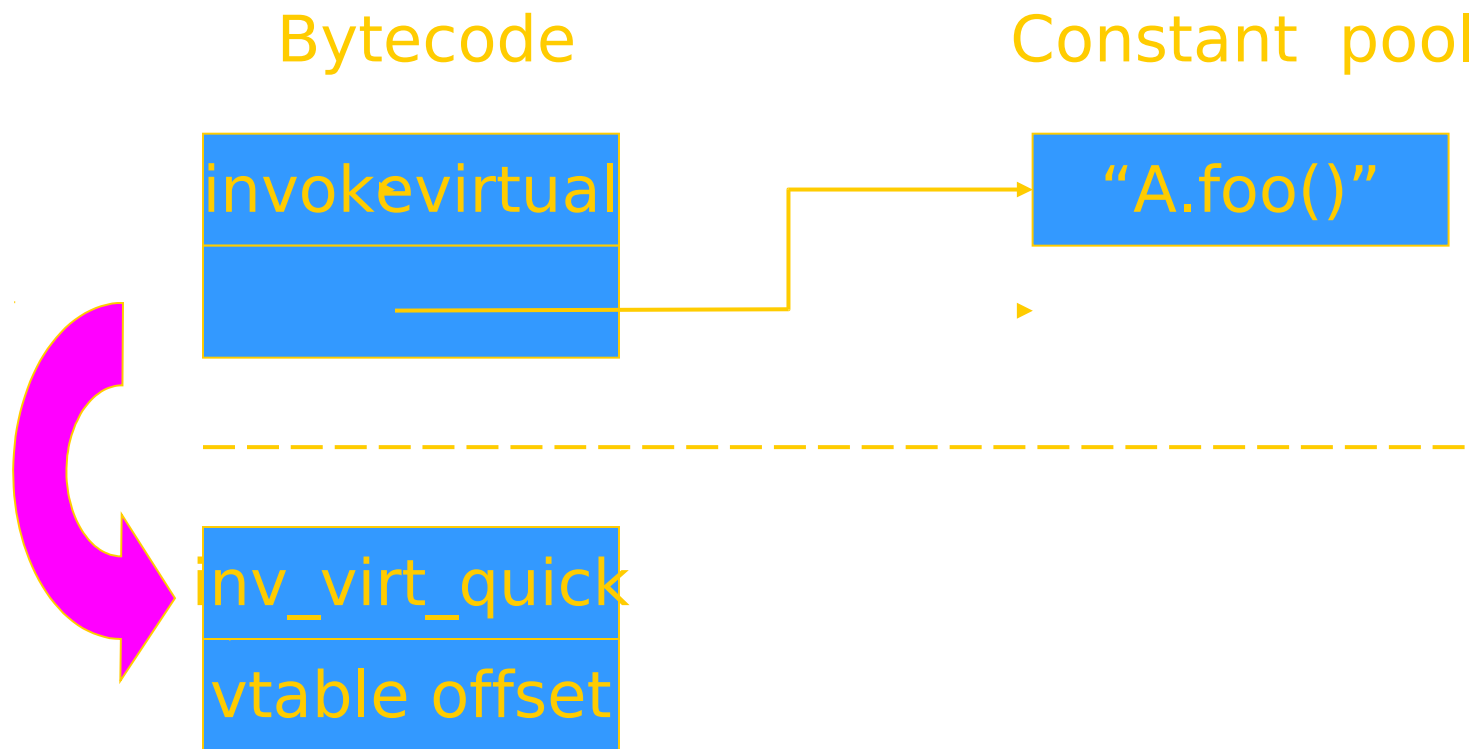 Bytecode
Constant pool
invokevirtual
“A.foo()”
inv_virt_quick
vtable offset